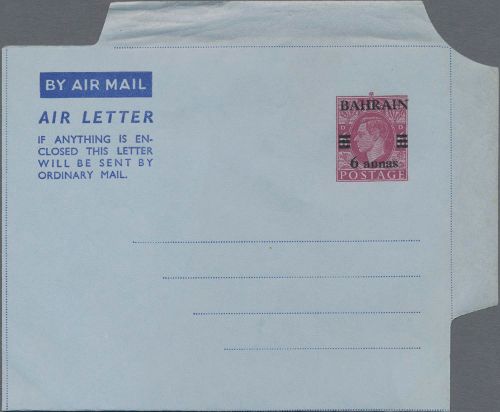 BY AIR MAIL
AIR LETTER
IF ANYTHING IS EN-
CLOSED THIS LETTER
WILL BE SENT BY
ORDINARY MAIL.
BAHRAIN
6 annas
POSTAGE